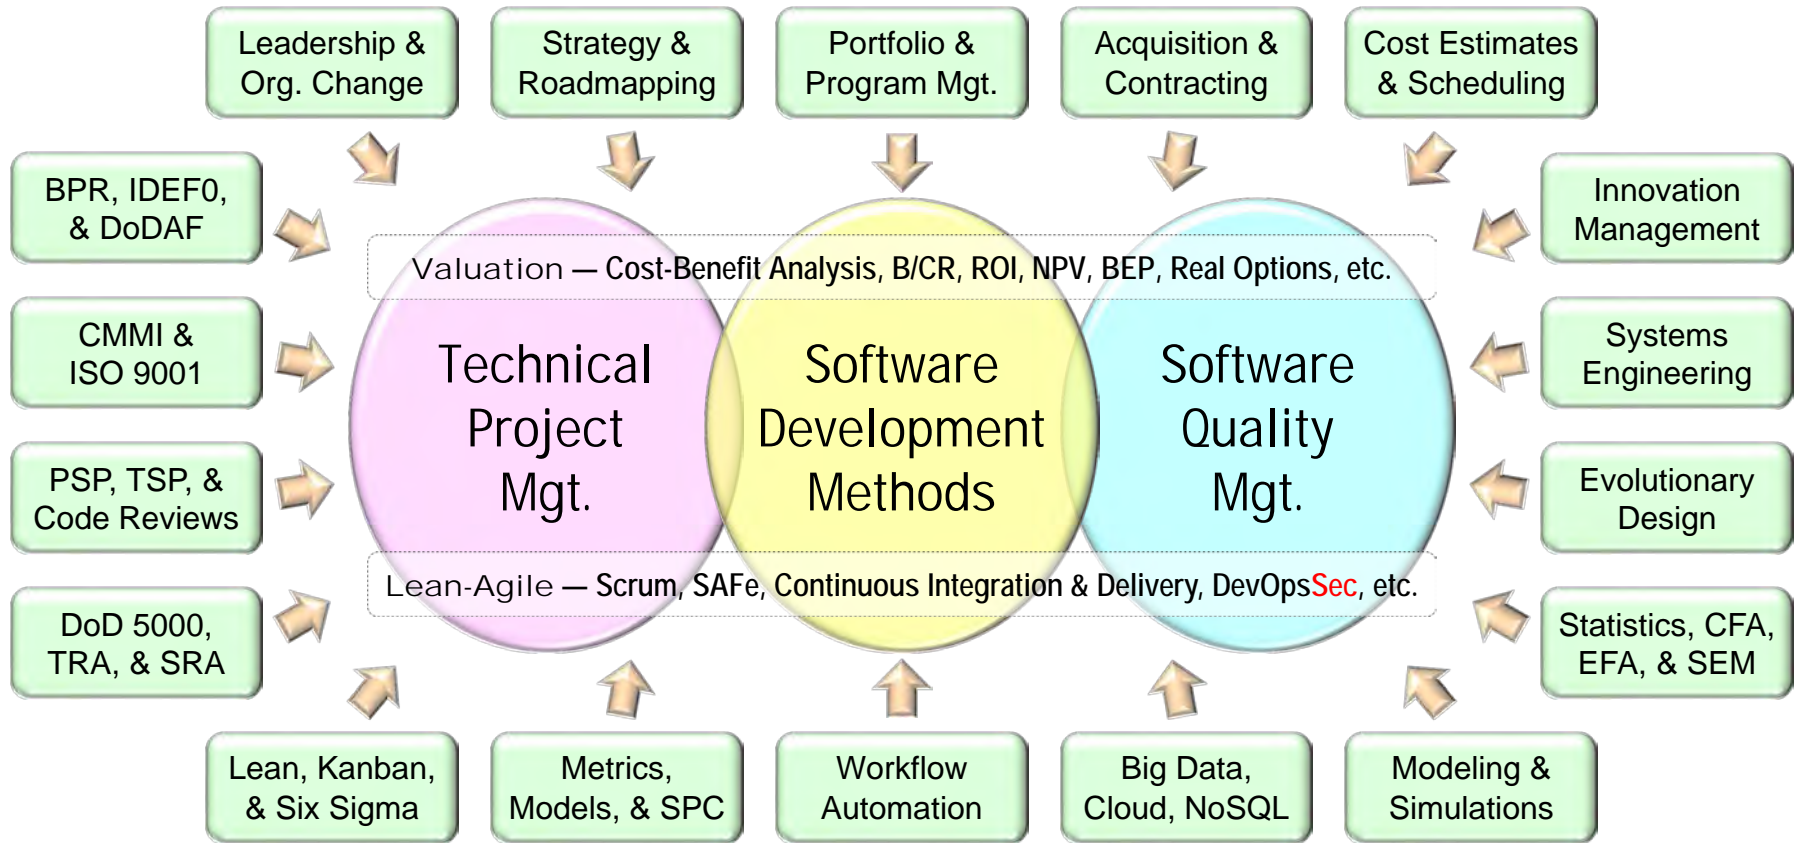 Leadership &
Org. Change
Strategy &
Roadmapping
Portfolio &
Program Mgt.
Acquisition &
Contracting
Cost Estimates
& Scheduling
BPR, IDEF0,
& DoDAF
CMMI &
ISO 9001
PSP, TSP, &
Code Reviews
DoD 5000,
TRA, & SRA
Valuation — Cost-Benefit Analysis, B/CR, ROI, NPV, BEP, Real Options, etc.
Technical
Project
Mgt.
Software
Development
Methods
Software
Quality
Mgt.
Lean-Agile — Scrum, SAFe, Continuous Integration & Delivery, DevOpsSec, etc.
Innovation
Management
Systems
Engineering
Evolutionary
Design
Statistics, CFA,
EFA, & SEM
Lean, Kanban,
& Six Sigma
Metrics,
Models, & SPC
Workflow
Automation
Big Data,
Cloud, NoSQL
Modeling &
Simulations